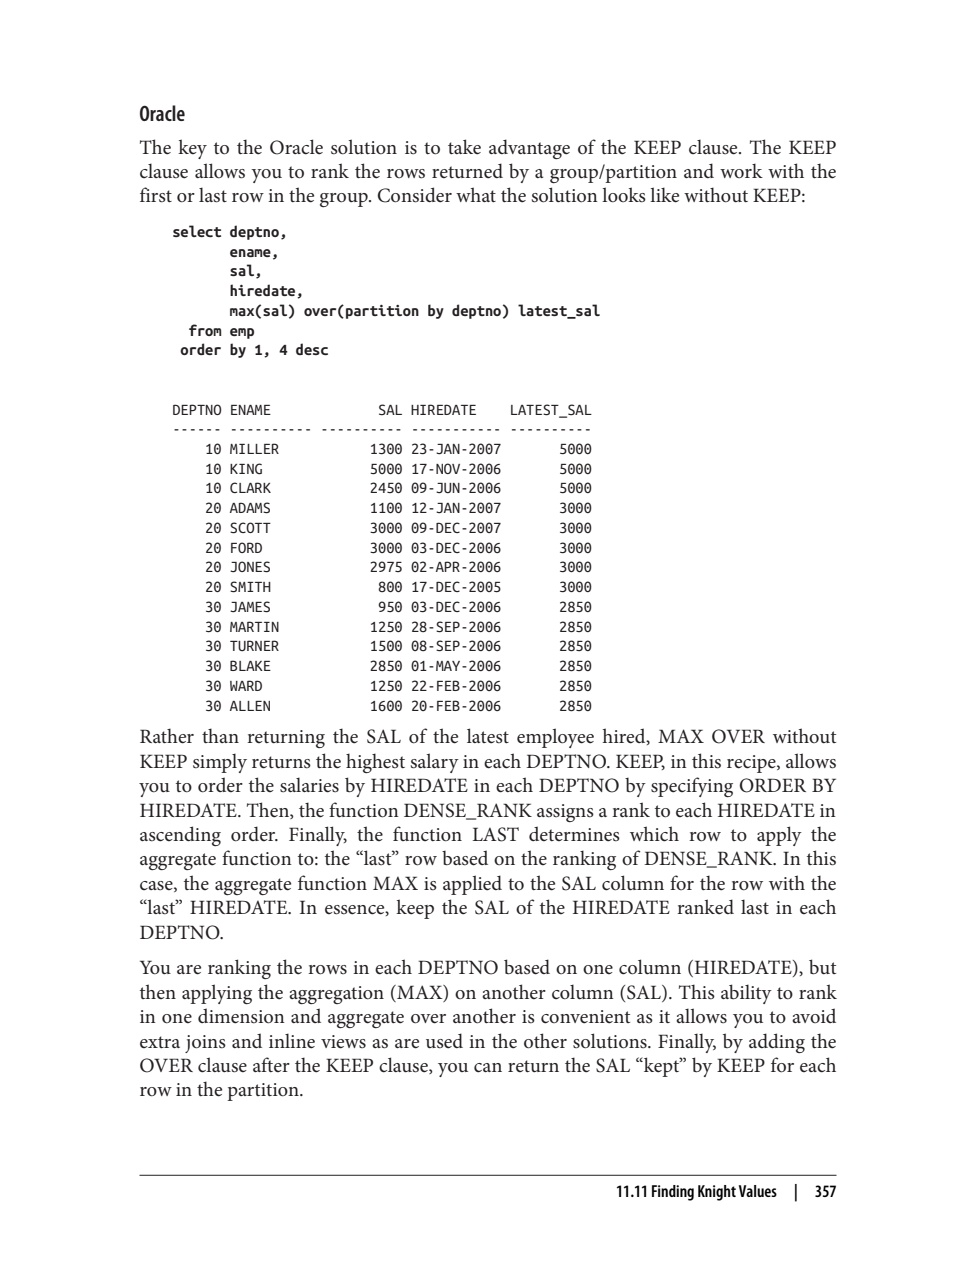 Oracle
The key to the Oracle solution is to take advantage of the KEEP clause. The KEEP
clause allows you to rank the rows returned by a group/partition and work with the
first or last row in the group. Consider what the solution looks like without KEEP:
select deptno,
       ename,
       sal,
       hiredate,
       max(sal) over(partition by deptno) latest_sal
  from emp
 order by 1, 4 desc
DEPTNO ENAME             SAL HIREDATE    LATEST_SAL
------ ---------- ---------- ----------- ----------
    10 MILLER           1300 23-JAN-2007       5000
    10 KING             5000 17-NOV-2006       5000
    10 CLARK            2450 09-JUN-2006       5000
    20 ADAMS            1100 12-JAN-2007       3000
    20 SCOTT            3000 09-DEC-2007       3000
    20 FORD             3000 03-DEC-2006       3000
    20 JONES            2975 02-APR-2006       3000
    20 SMITH             800 17-DEC-2005       3000
    30 JAMES             950 03-DEC-2006       2850
    30 MARTIN           1250 28-SEP-2006       2850
    30 TURNER           1500 08-SEP-2006       2850
    30 BLAKE            2850 01-MAY-2006       2850
    30 WARD             1250 22-FEB-2006       2850
    30 ALLEN            1600 20-FEB-2006       2850
Rather than returning the SAL of the latest employee hired, MAX OVER without
KEEP simply returns the highest salary in each DEPTNO. KEEP, in this recipe, allows
you to order the salaries by HIREDATE in each DEPTNO by specifying ORDER BY
HIREDATE. Then, the function DENSE_RANK assigns a rank to each HIREDATE in
ascending order. Finally, the function LAST determines which row to apply the
aggregate function to: the “last” row based on the ranking of DENSE_RANK. In this
case, the aggregate function MAX is applied to the SAL column for the row with the
“last” HIREDATE. In essence, keep the SAL of the HIREDATE ranked last in each
DEPTNO.
You are ranking the rows in each DEPTNO based on one column (HIREDATE), but
then applying the aggregation (MAX) on another column (SAL). This ability to rank
in one dimension and aggregate over another is convenient as it allows you to avoid
extra joins and inline views as are used in the other solutions. Finally, by adding the
OVER clause after the KEEP clause, you can return the SAL “kept” by KEEP for each
row in the partition.
11.11 Finding Knight Values | 357